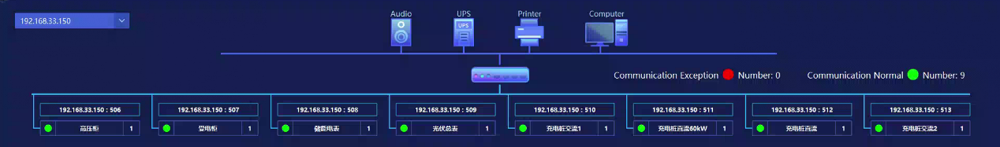 192.168.33.150
Audio UPS Printer Computer
UPS
Communication Exception Number: 0 Communication Normal Number: 9
192.168.33.150 : 506 192.168.33.150 : 507 192.168.33.150 : 508 192.168.33.150 : 509 192.168.33.150 : 510 192.168.33.150 : 511 192.168.33.150 : 512 192.168.33.150 : 513
高压柜 1 受电柜 1 储能电表 1 光伏总表 1 充电桩交流1 1 充电桩直流60kW 1 充电桩直流 1 充电桩交流2 1